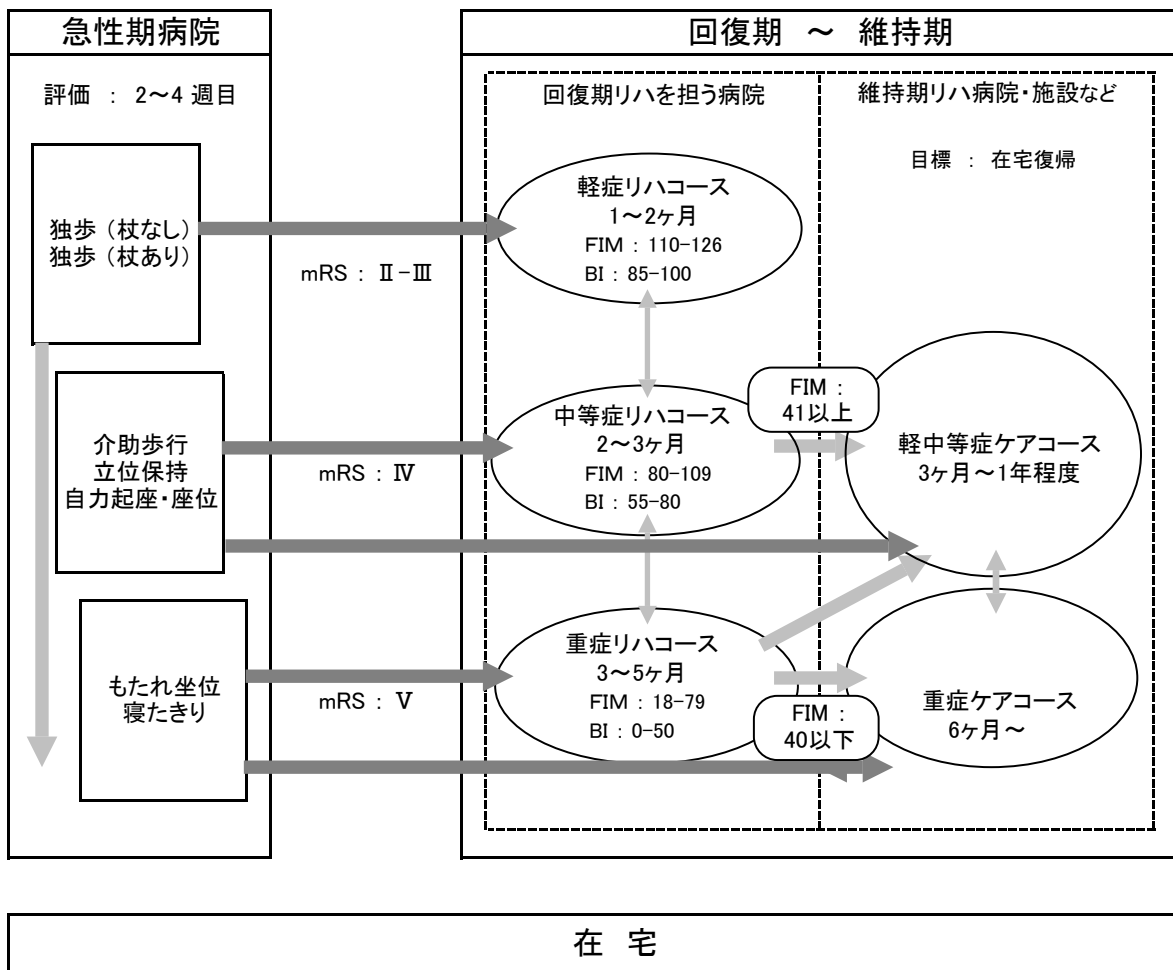 急性期病院
評価 ： 2～4 週目
独歩（杖なし）
独歩（杖あり）
介助歩行
立位保持
自力起座・座位
もたれ坐位
寝たきり
mRS ： Ⅱ-Ⅲ
mRS ： Ⅳ
mRS ： Ⅴ
回復期 ～ 維持期
回復期リハを担う病院
軽症リハコース
1～2ヶ月
FIM ： 110-126
BI ： 85-100
中等症リハコース
2～3ヶ月
FIM ： 80-109
BI ： 55-80
重症リハコース
3～5ヶ月
FIM ： 18-79
BI ： 0-50
維持期リハ病院・施設など
目標 ： 在宅復帰
FIM ：
41以上
軽中等症ケアコース
3ヶ月～1年程度
FIM ：
40以下
重症ケアコース
6ヶ月～
在 宅